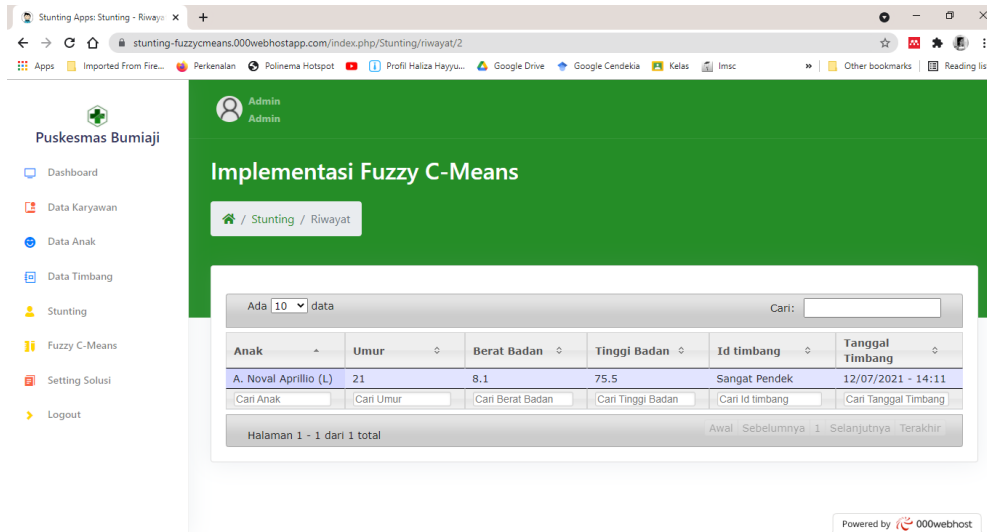 Stunting Apps: Stunting - Riwaya
stunting-fuzzycmeans.000webhostapp.com/index.php/Stunting/riwayat/2
Apps Imported From Fire... Perkenalan Polinema Hotspot Profil Haliza Hayyu... Google Drive Google Cendekia Kelas Imsc » Other bookmarks Reading lis
Puskesmas Bumiaji
Dashboard
Data Karyawan
Data Anak
Data Timbang
Stunting
Fuzzy C-Means
Setting Solusi
Logout
Admin
Admin
Implementasi Fuzzy C-Means
/ Stunting / Riwayat
Ada 10 data Cari:
Anak Umur Berat Badan Tinggi Badan Id timbang Tanggal Timbang
A. Noval Aprillio (L) 21 8.1 75.5 Sangat Pendek 12/07/2021 - 14:11
Cari Anak Cari Umur Cari Berat Badan Cari Tinggi Badan Cari Id timbang Cari Tanggal Timbang
Halaman 1 - 1 dari 1 total Awal Sebelumnya 1 Selanjutnya Terakhir
Powered by 000webhost